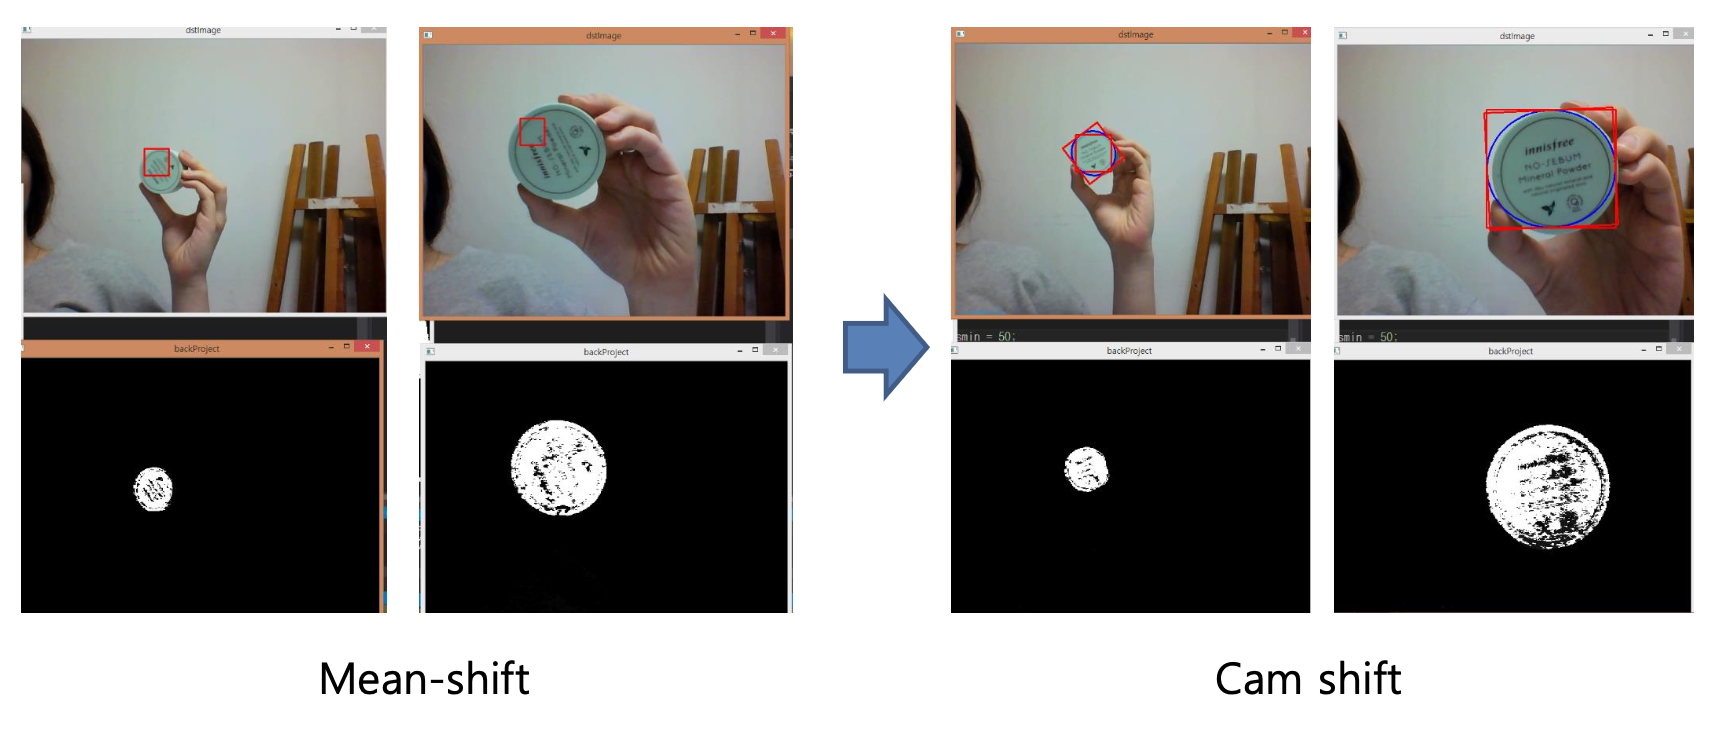 dstImage
dstImage
dstImage
dstImage
innisfree
NO-SEBUM
Mineral Powder
smin = 50;
smin = 50;
backProject
backProject
backProject
backProject
Mean-shift
Cam shift